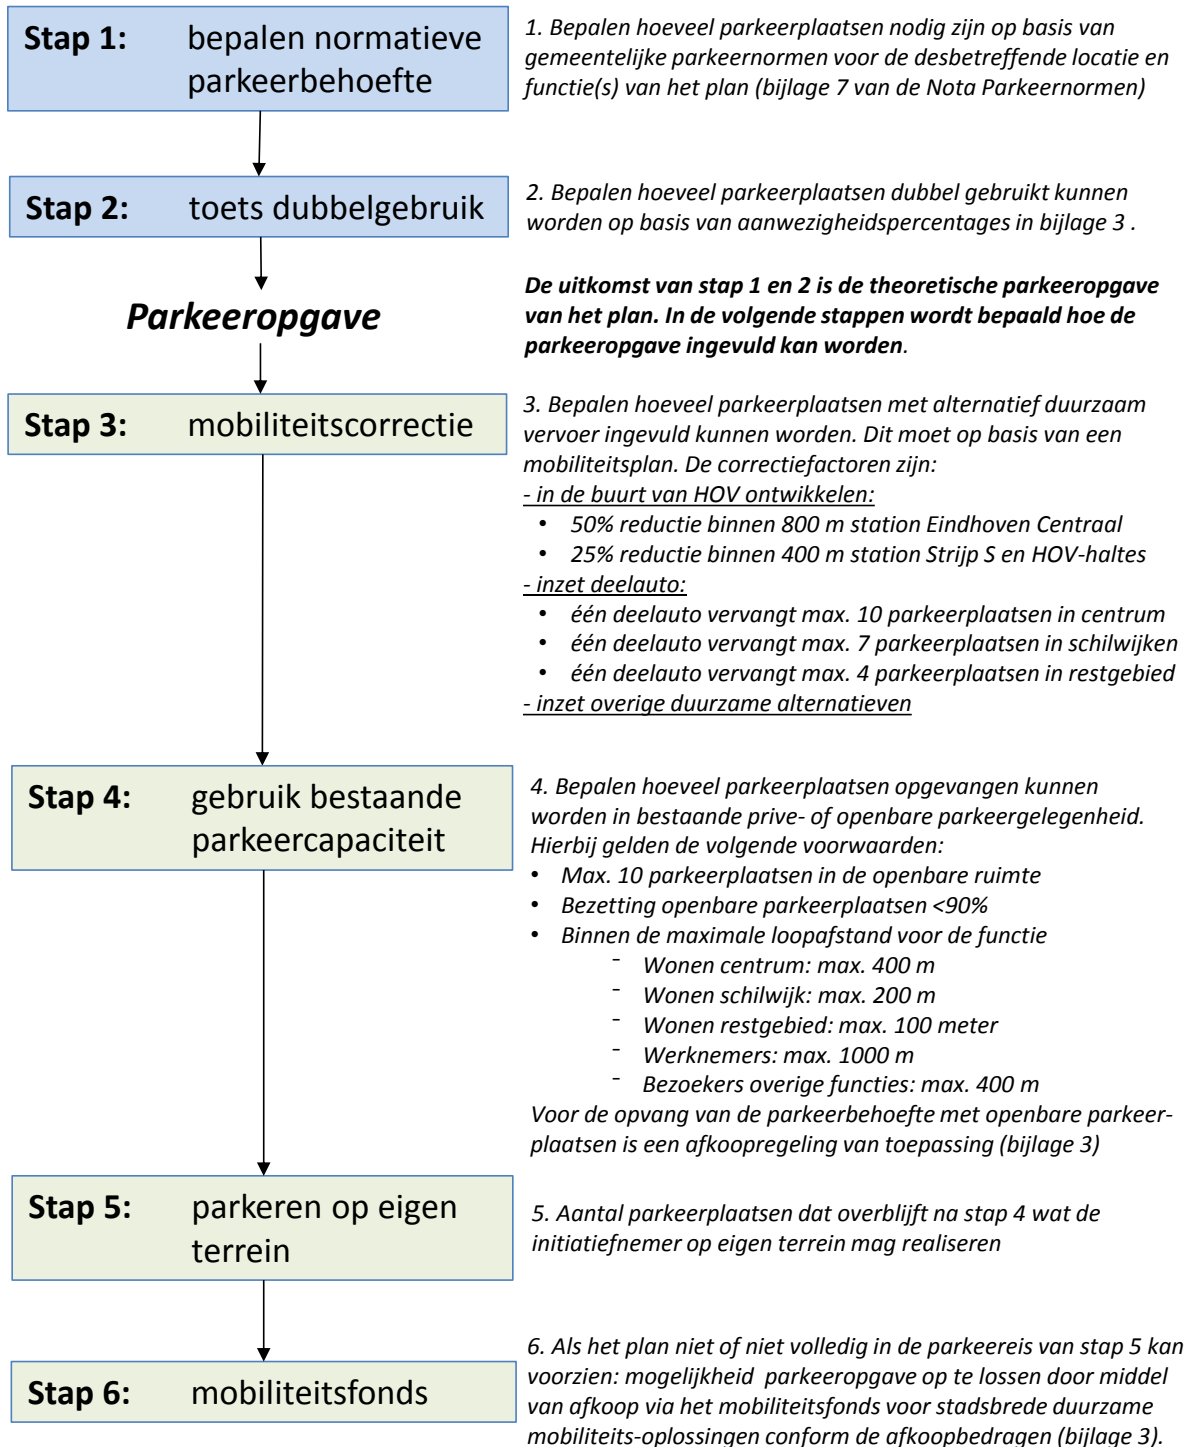 Stap 1: bepalen normatieve
parkeerbehoefte
1. Bepalen hoeveel parkeerplaatsen nodig zijn op basis van
gemeentelijke parkeernormen voor de desbetreffende locatie en
functie(s) van het plan (bijlage 7 van de Nota Parkeernormen)
Stap 2: toets dubbelgebruik
2. Bepalen hoeveel parkeerplaatsen dubbel gebruikt kunnen
worden op basis van aanwezigheidspercentages in bijlage 3 .
Parkeeropgave
De uitkomst van stap 1 en 2 is de theoretische parkeeropgave
van het plan. In de volgende stappen wordt bepaald hoe de
parkeeropgave ingevuld kan worden.
Stap 3: mobiliteitscorrectie
3. Bepalen hoeveel parkeerplaatsen met alternatief duurzaam
vervoer ingevuld kunnen worden. Dit moet op basis van een
mobiliteitsplan. De correctiefactoren zijn:
- in de buurt van HOV ontwikkelen:
• 50% reductie binnen 800 m station Eindhoven Centraal
• 25% reductie binnen 400 m station Strijp S en HOV-haltes
- inzet deelauto:
• één deelauto vervangt max. 10 parkeerplaatsen in centrum
• één deelauto vervangt max. 7 parkeerplaatsen in schilwijken
• één deelauto vervangt max. 4 parkeerplaatsen in restgebied
- inzet overige duurzame alternatieven
Stap 4: gebruik bestaande
parkeercapaciteit
4. Bepalen hoeveel parkeerplaatsen opgevangen kunnen
worden in bestaande prive- of openbare parkeergelegenheid.
Hierbij gelden de volgende voorwaarden:
• Max. 10 parkeerplaatsen in de openbare ruimte
• Bezetting openbare parkeerplaatsen <90%
• Binnen de maximale loopafstand voor de functie
- Wonen centrum: max. 400 m
- Wonen schilwijk: max. 200 m
- Wonen restgebied: max. 100 meter
- Werknemers: max. 1000 m
- Bezoekers overige functies: max. 400 m
Voor de opvang van de parkeerbehoefte met openbare parkeer-
plaatsen is een afkoopregeling van toepassing (bijlage 3)
Stap 5: parkeren op eigen
terrein
5. Aantal parkeerplaatsen dat overblijft na stap 4 wat de
initiatiefnemer op eigen terrein mag realiseren
Stap 6: mobiliteitsfonds
6. Als het plan niet of niet volledig in de parkeereis van stap 5 kan
voorzien: mogelijkheid parkeeropgave op te lossen door middel
van afkoop via het mobiliteitsfonds voor stadsbrede duurzame
mobiliteits-oplossingen conform de afkoopbedragen (bijlage 3).